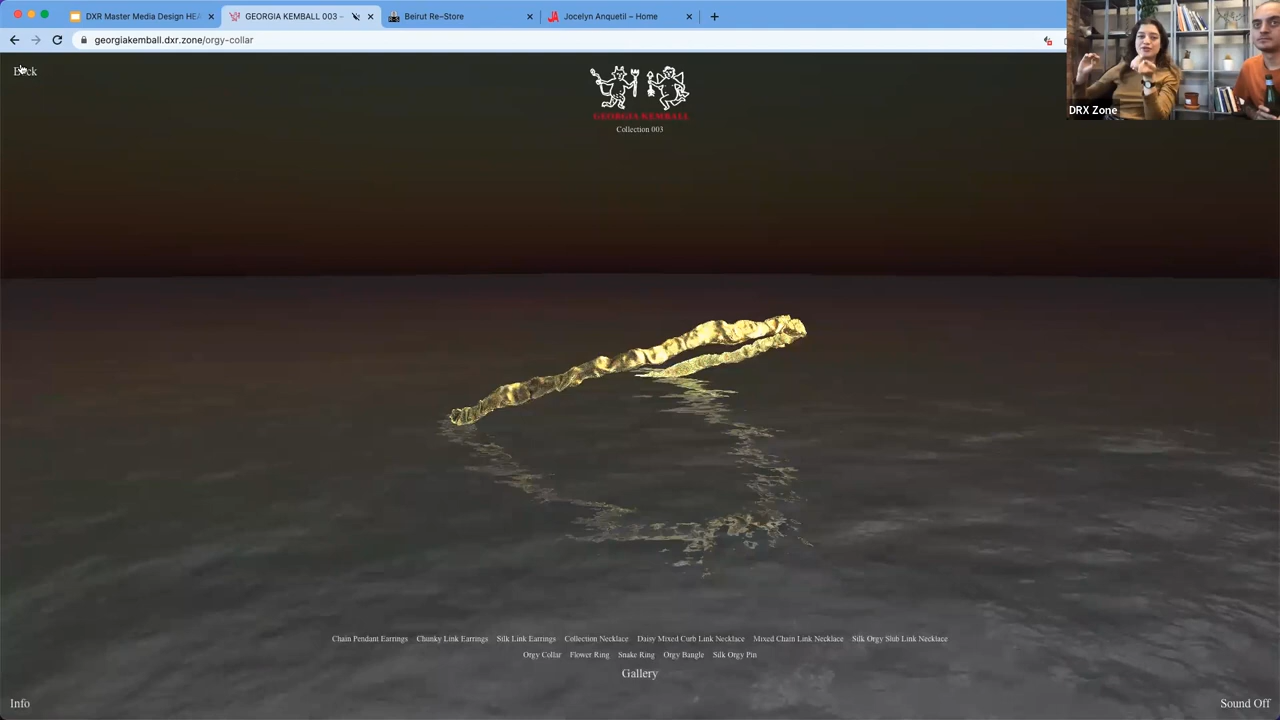 DXR Master Media Design HEA
GEORGIA KEMBALL 003 –
Beirut Re-Store
Jocelyn Anquetil – Home
georgiakemball.dxr.zone/orgy-collar
DRX Zone
Back
GEORGIA KEMBALL
Collection 003
Chain Pendant Earrings Chunky Link Earrings Silk Link Earrings Collection Necklace Daisy Mixed Curb Link Necklace Mixed Chain Link Necklace Silk Orgy Slub Link Necklace
Orgy Collar Flower Ring Snake Ring Orgy Bangle Silk Orgy Pin
Gallery
Info
Sound Off